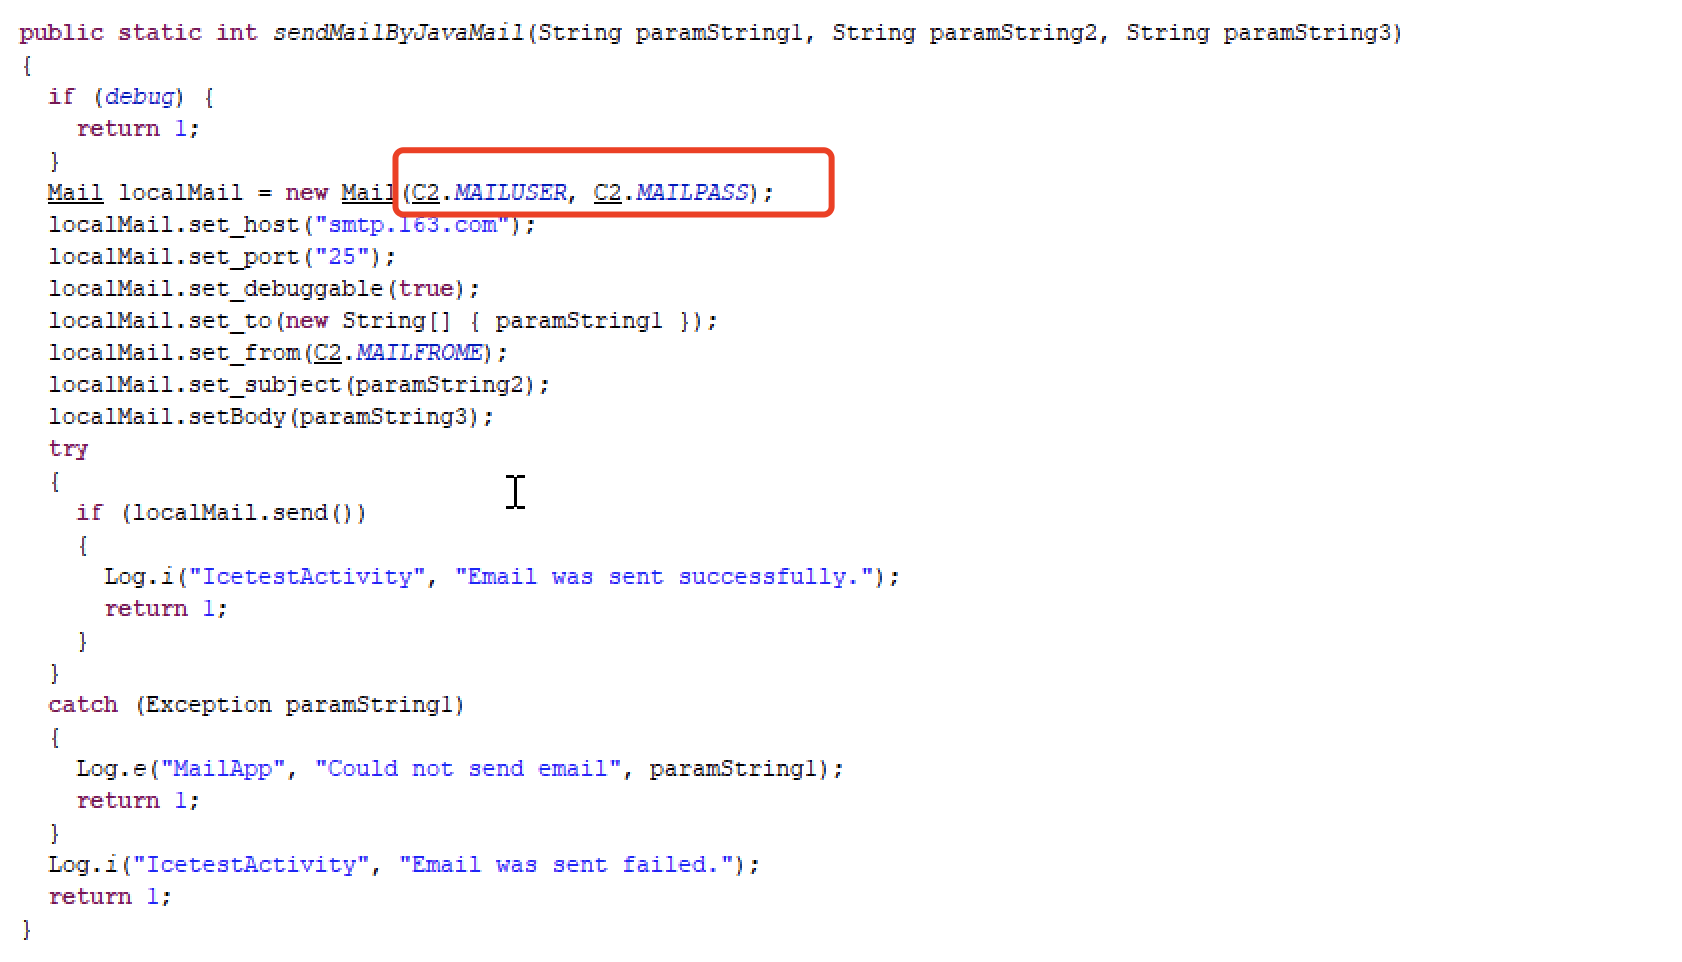 public static int sendMailByJavaMail(String paramString1, String paramString2, String paramString3)
{
  if (debug) {
    return 1;
  }
  Mail localMail = new Mail(C2.MAILUSER, C2.MAILPASS);
  localMail.set_host("smtp.163.com");
  localMail.set_port("25");
  localMail.set_debuggable(true);
  localMail.set_to(new String[] { paramString1 });
  localMail.set_from(C2.MAILFROME);
  localMail.set_subject(paramString2);
  localMail.setBody(paramString3);
  try
  {
    if (localMail.send())
    {
      Log.i("IcetestActivity", "Email was sent successfully.");
      return 1;
    }
  }
  catch (Exception paramString1)
  {
    Log.e("MailApp", "Could not send email", paramString1);
    return 1;
  }
  Log.i("IcetestActivity", "Email was sent failed.");
  return 1;
}